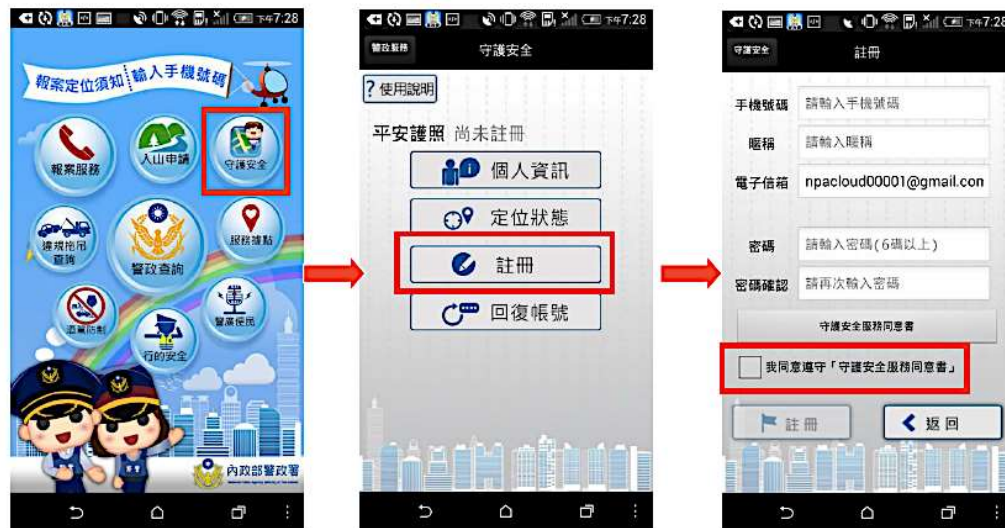 下午7:28
報案定位須知 輸入手機號碼
報案服務
入山申請
守護安全
違規拖吊
查詢
警政查詢
服務據點
酒駕防制
行的安全
警廣便民
內政部警政署
下午7:28
警政服務
守護安全
? 使用說明
平安護照 尚未註冊
個人資訊
定位狀態
註冊
回復帳號
下午7:28
守護安全
註冊
手機號碼 請輸入手機號碼
暱稱 請輸入暱稱
電子信箱 npacloud00001@gmail.con
密碼 請輸入密碼(6碼以上)
密碼確認 請再次輸入密碼
守護安全服務同意書
我同意遵守「守護安全服務同意書」
註冊
返回